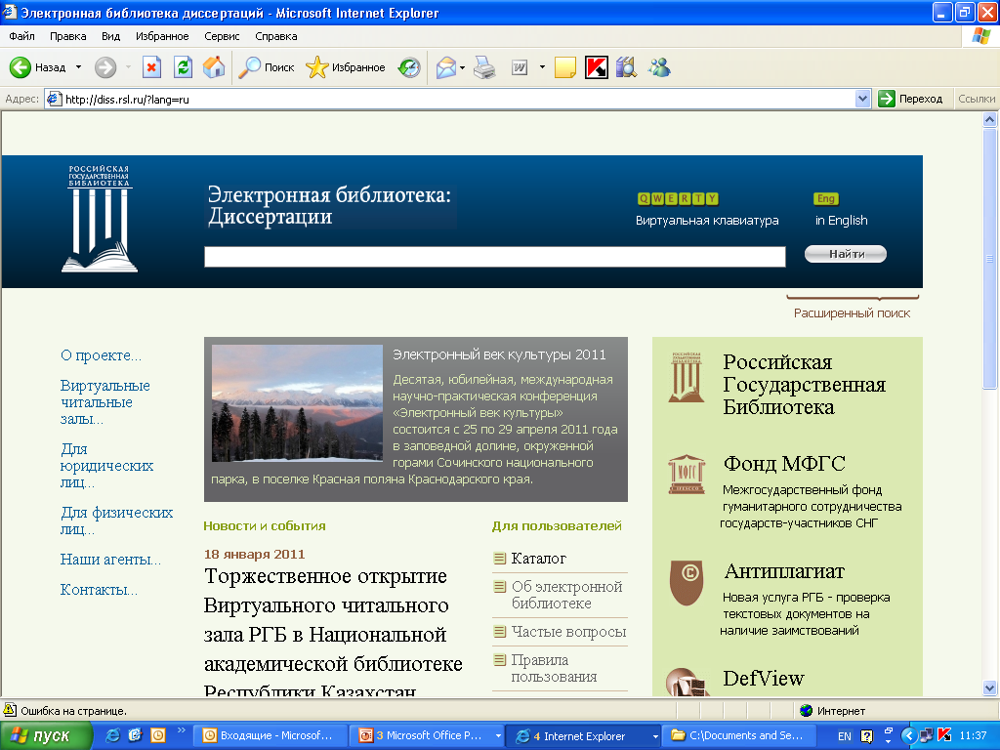 Электронная библиотека диссертаций - Microsoft Internet Explorer
Файл Правка Вид Избранное Сервис Справка
Назад Поиск Избранное
Адрес: http://diss.rsl.ru/?lang=ru Переход Ссылки
РОССИЙСКАЯ
ГОСУДАРСТВЕННАЯ
БИБЛИОТЕКА
Электронная библиотека:
Диссертации
QWERTY
Виртуальная клавиатура
Eng
in English
Найти
Расширенный поиск
О проекте...
Виртуальные
читальные
залы...
Для
юридических
лиц...
Для физических
лиц...
Наши агенты...
Контакты...
Электронный век культуры 2011
Десятая, юбилейная, международная
научно-практическая конференция
«Электронный век культуры»
состоится с 25 по 29 апреля 2011 года
в заповедной долине, окруженной
горами Сочинского национального
парка, в поселке Красная поляна Краснодарского края.
Новости и события
18 января 2011
Торжественное открытие
Виртуального читального
зала РГБ в Национальной
академической библиотеке
Республики Казахстан
Для пользователей
Каталог
Об электронной
библиотеке
Частые вопросы
Правила
пользования
Российская
Государственная
Библиотека
МФГС
Фонд МФГС
Межгосударственный фонд
гуманитарного сотрудничества
государств-участников СНГ
©
Антиплагиат
Новая услуга РГБ - проверка
текстовых документов на
наличие заимствований
DefView
Ошибка на странице. Интернет
пуск Входящие - Microsof... 3 Microsoft Office P... 4 Internet Explorer C:\Documents and Se... EN 11:37